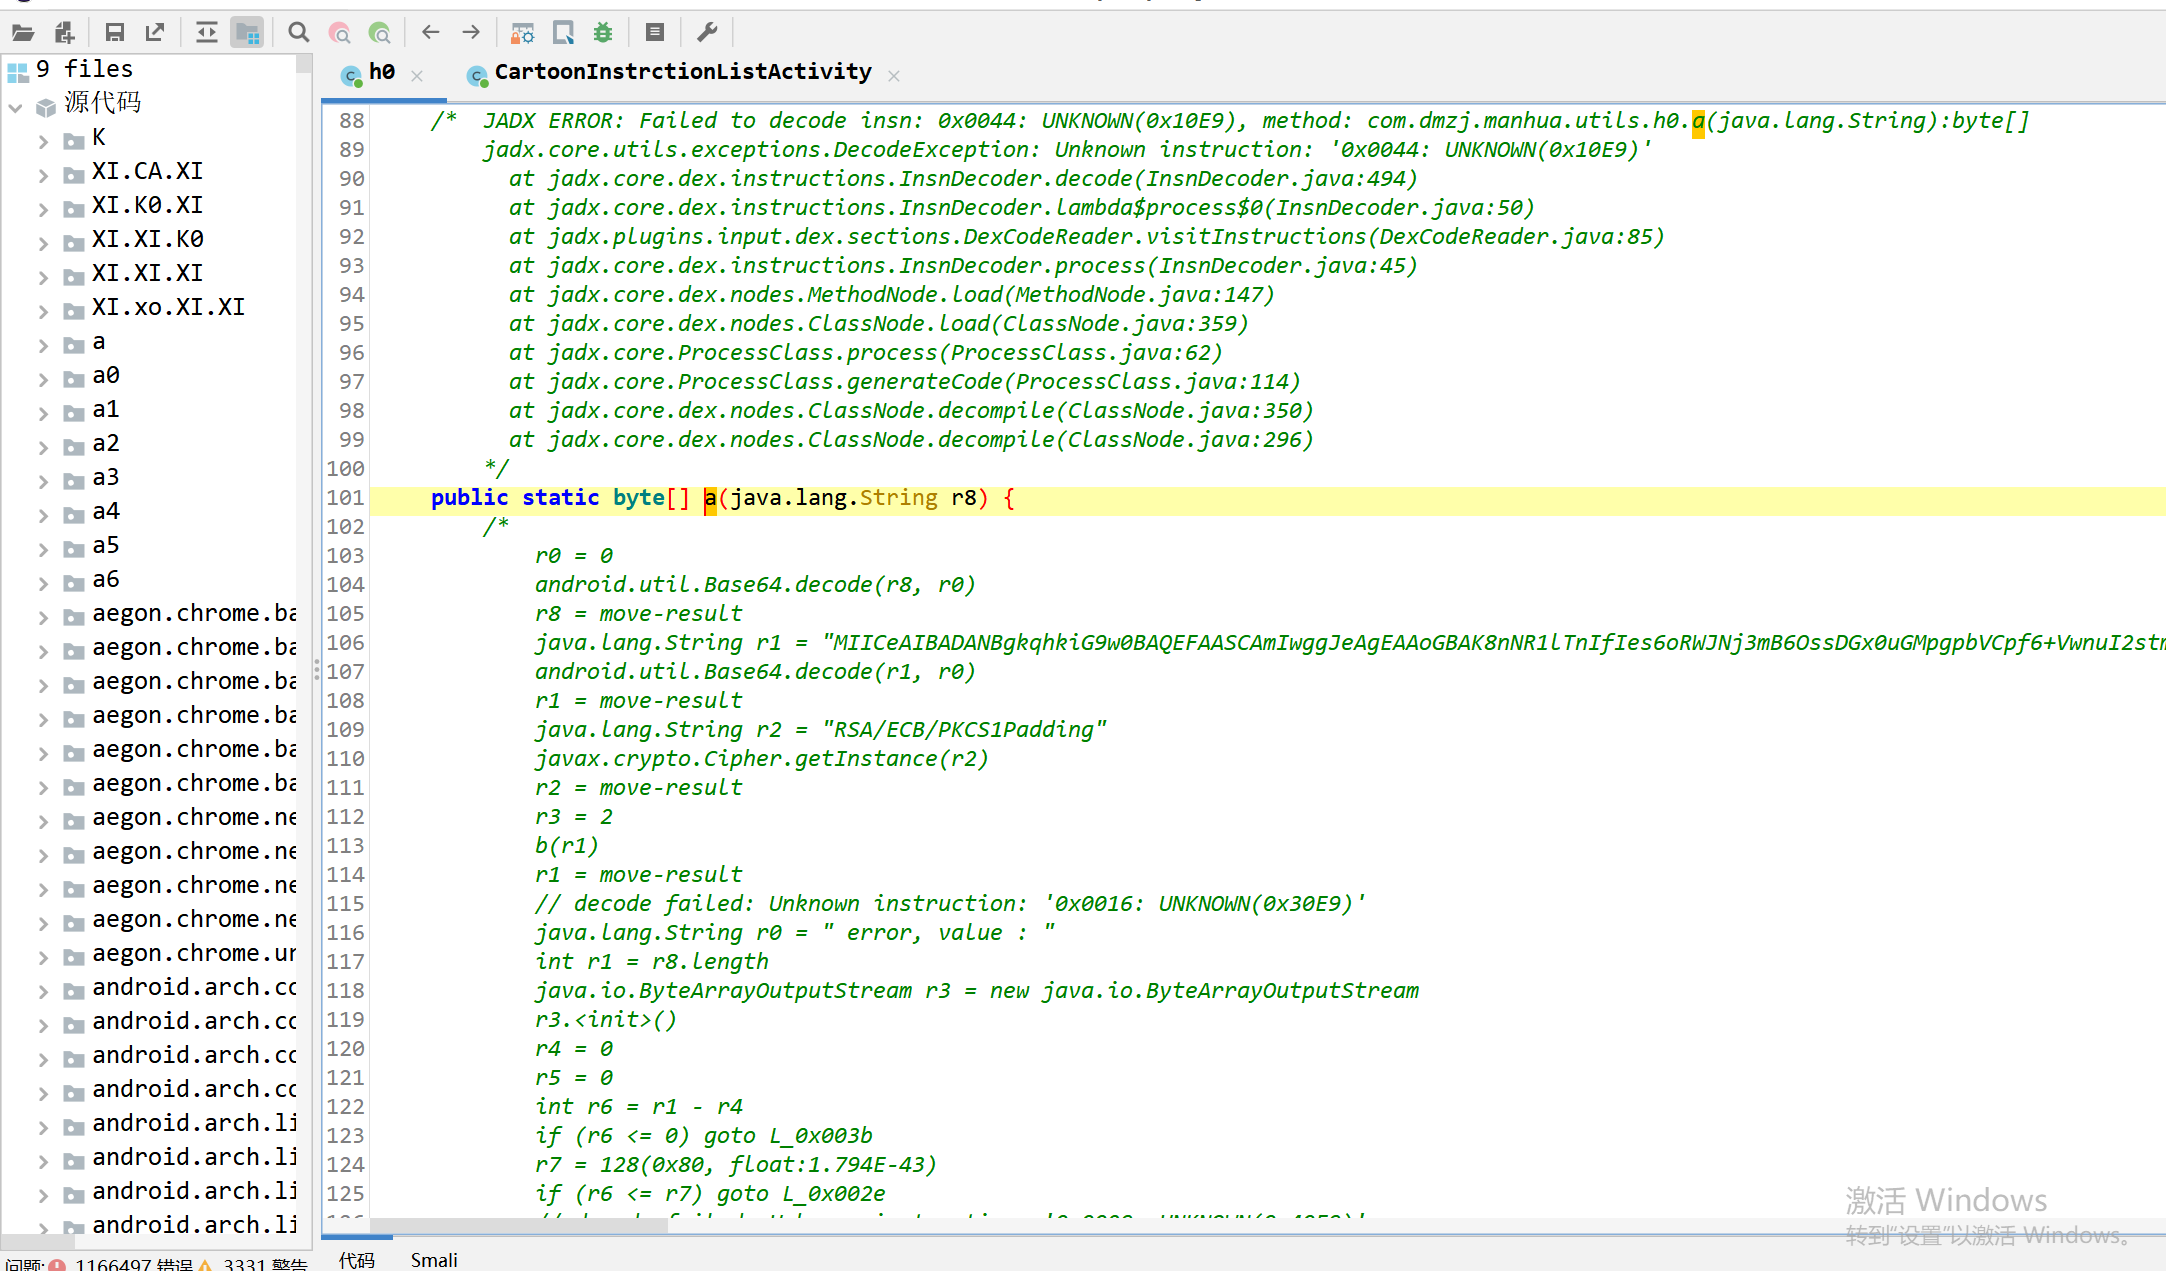 9 files
源代码
K
XI.CA.XI
XI.K0.XI
XI.XI.K0
XI.XI.XI
XI.xo.XI.XI
a
a0
a1
a2
a3
a4
a5
a6
aegon.chrome.ba
aegon.chrome.ba
aegon.chrome.ba
aegon.chrome.ba
aegon.chrome.ba
aegon.chrome.ba
aegon.chrome.ne
aegon.chrome.ne
aegon.chrome.ne
aegon.chrome.ne
aegon.chrome.ur
android.arch.co
android.arch.co
android.arch.co
android.arch.co
android.arch.li
android.arch.li
android.arch.li
android.arch.li
问题: 1166497 错误 3331 警告
h0 CartoonInstrctionListActivity
88 /* JADX ERROR: Failed to decode insn: 0x0044: UNKNOWN(0x10E9), method: com.dmzj.manhua.utils.h0.a(java.lang.String):byte[]
89 jadx.core.utils.exceptions.DecodeException: Unknown instruction: '0x0044: UNKNOWN(0x10E9)'
90 at jadx.core.dex.instructions.InsnDecoder.decode(InsnDecoder.java:494)
91 at jadx.core.dex.instructions.InsnDecoder.lambda$process$0(InsnDecoder.java:50)
92 at jadx.plugins.input.dex.sections.DexCodeReader.visitInstructions(DexCodeReader.java:85)
93 at jadx.core.dex.instructions.InsnDecoder.process(InsnDecoder.java:45)
94 at jadx.core.dex.nodes.MethodNode.load(MethodNode.java:147)
95 at jadx.core.dex.nodes.ClassNode.load(ClassNode.java:359)
96 at jadx.core.ProcessClass.process(ProcessClass.java:62)
97 at jadx.core.ProcessClass.generateCode(ProcessClass.java:114)
98 at jadx.core.dex.nodes.ClassNode.decompile(ClassNode.java:350)
99 at jadx.core.dex.nodes.ClassNode.decompile(ClassNode.java:296)
100 */
101 public static byte[] a(java.lang.String r8) {
102 /*
103 r0 = 0
104 android.util.Base64.decode(r8, r0)
105 r8 = move-result
106 java.lang.String r1 = "MIICeAIBADANBgkqhkiG9w0BAQEFAASCAmIwggJeAgEAAoGBAK8nNR1lTnIfIes6oRWJNj3mB6OssDGx0uGMpgpbVCpf6+VwnuI2stm
107 android.util.Base64.decode(r1, r0)
108 r1 = move-result
109 java.lang.String r2 = "RSA/ECB/PKCS1Padding"
110 javax.crypto.Cipher.getInstance(r2)
111 r2 = move-result
112 r3 = 2
113 b(r1)
114 r1 = move-result
115 // decode failed: Unknown instruction: '0x0016: UNKNOWN(0x30E9)'
116 java.lang.String r0 = " error, value : "
117 int r1 = r8.length
118 java.io.ByteArrayOutputStream r3 = new java.io.ByteArrayOutputStream
119 r3.<init>()
120 r4 = 0
121 r5 = 0
122 int r6 = r1 - r4
123 if (r6 <= 0) goto L_0x003b
124 r7 = 128(0x80, float:1.794E-43)
125 if (r6 <= r7) goto L_0x002e
代码 Smali
激活 Windows
转到"设置"以激活 Windows。